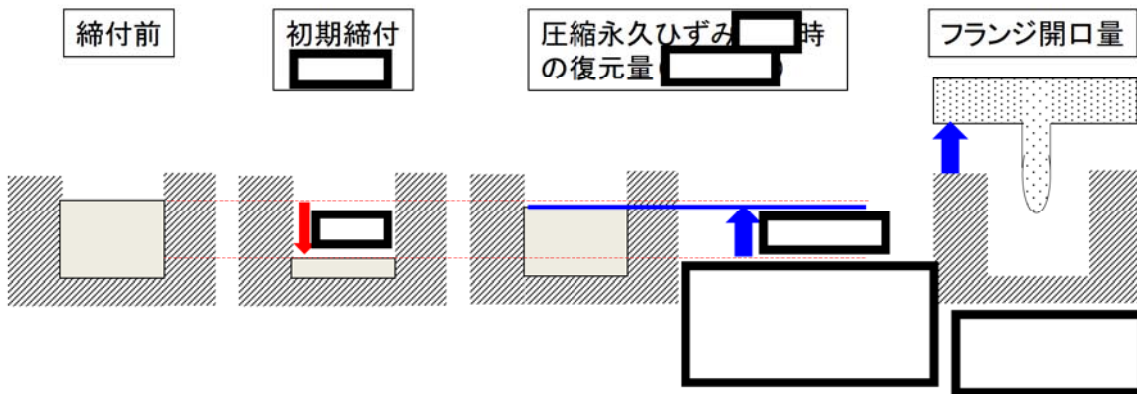 締付前
初期締付
圧縮永久ひずみ 時
の復元量( )
フランジ開口量